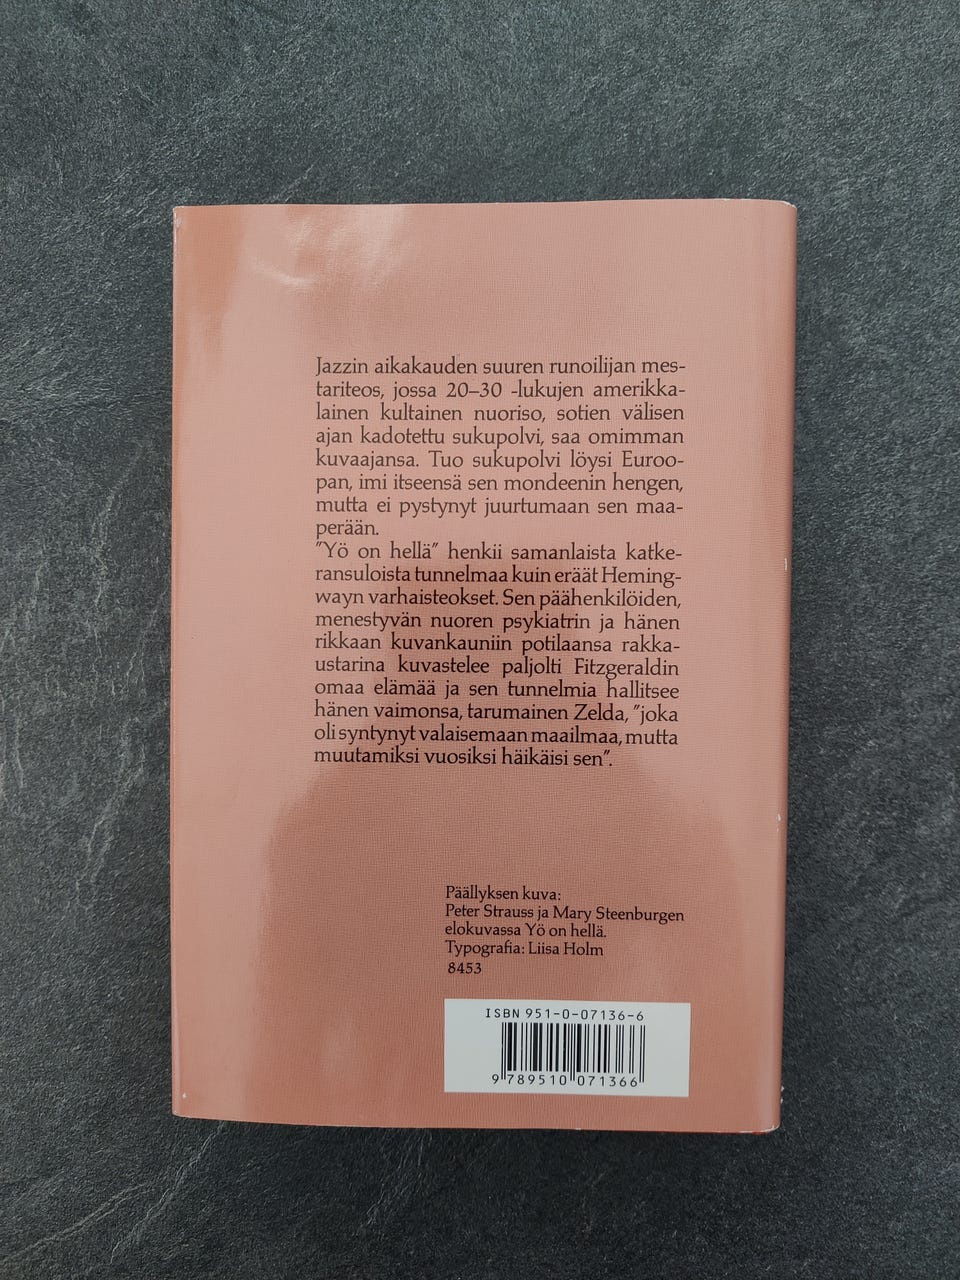 Jazzin aikakauden suuren runoilijan mes-
tariteos, jossa 20–30 -lukujen amerikka-
lainen kultainen nuoriso, sotien välisen
ajan kadotettu sukupolvi, saa omimman
kuvaajansa. Tuo sukupolvi löysi Euroo-
pan, imi itseensä sen mondeenin hengen,
mutta ei pystynyt juurtumaan sen maa-
perään.
"Yö on hellä" henkii samanlaista katke-
ransuloista tunnelmaa kuin eräät Heming-
wayn varhaisteokset. Sen päähenkilöiden,
menestyvän nuoren psykiatrin ja hänen
rikkaan kuvankauniin potilaansa rakka-
ustarina kuvastelee paljolti Fitzgeraldin
omaa elämää ja sen tunnelmia hallitsee
hänen vaimonsa, tarumainen Zelda, "joka
oli syntynyt valaisemaan maailmaa, mutta
muutamiksi vuosiksi häikäisi sen".
Päällyksen kuva:
Peter Strauss ja Mary Steenburgen
elokuvassa Yö on hellä.
Typografia: Liisa Holm
8453
ISBN 951-0-07136-6
9 789510 071366